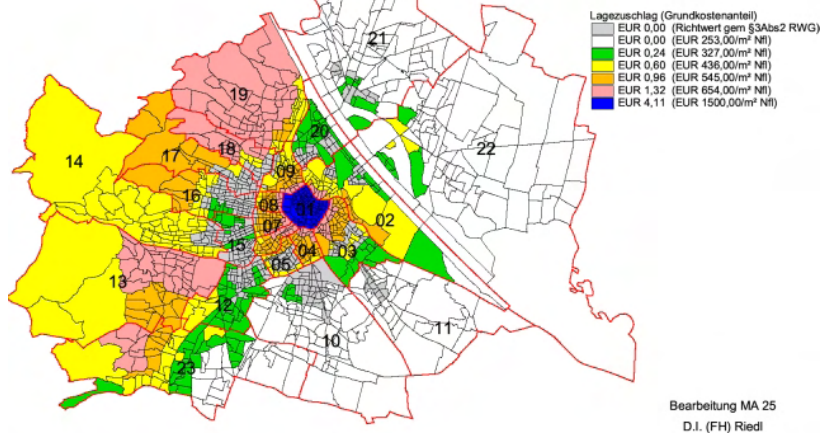 Lagezuschlag (Grundkostenanteil)
EUR 0,00 (Richtwert gem §3Abs2 RWG)
EUR 0,00 (EUR 253,00/m² Nfl)
EUR 0,24 (EUR 327,00/m² Nfl)
EUR 0,60 (EUR 436,00/m² Nfl)
EUR 0,96 (EUR 545,00/m² Nfl)
EUR 1,32 (EUR 654,00/m² Nfl)
EUR 4,11 (EUR 1500,00/m² Nfl)
21
19
20
22
14
17
18
09
16
08
01
02
07
15
04
03
05
13
12
11
10
23
Bearbeitung MA 25
D.I. (FH) Riedl